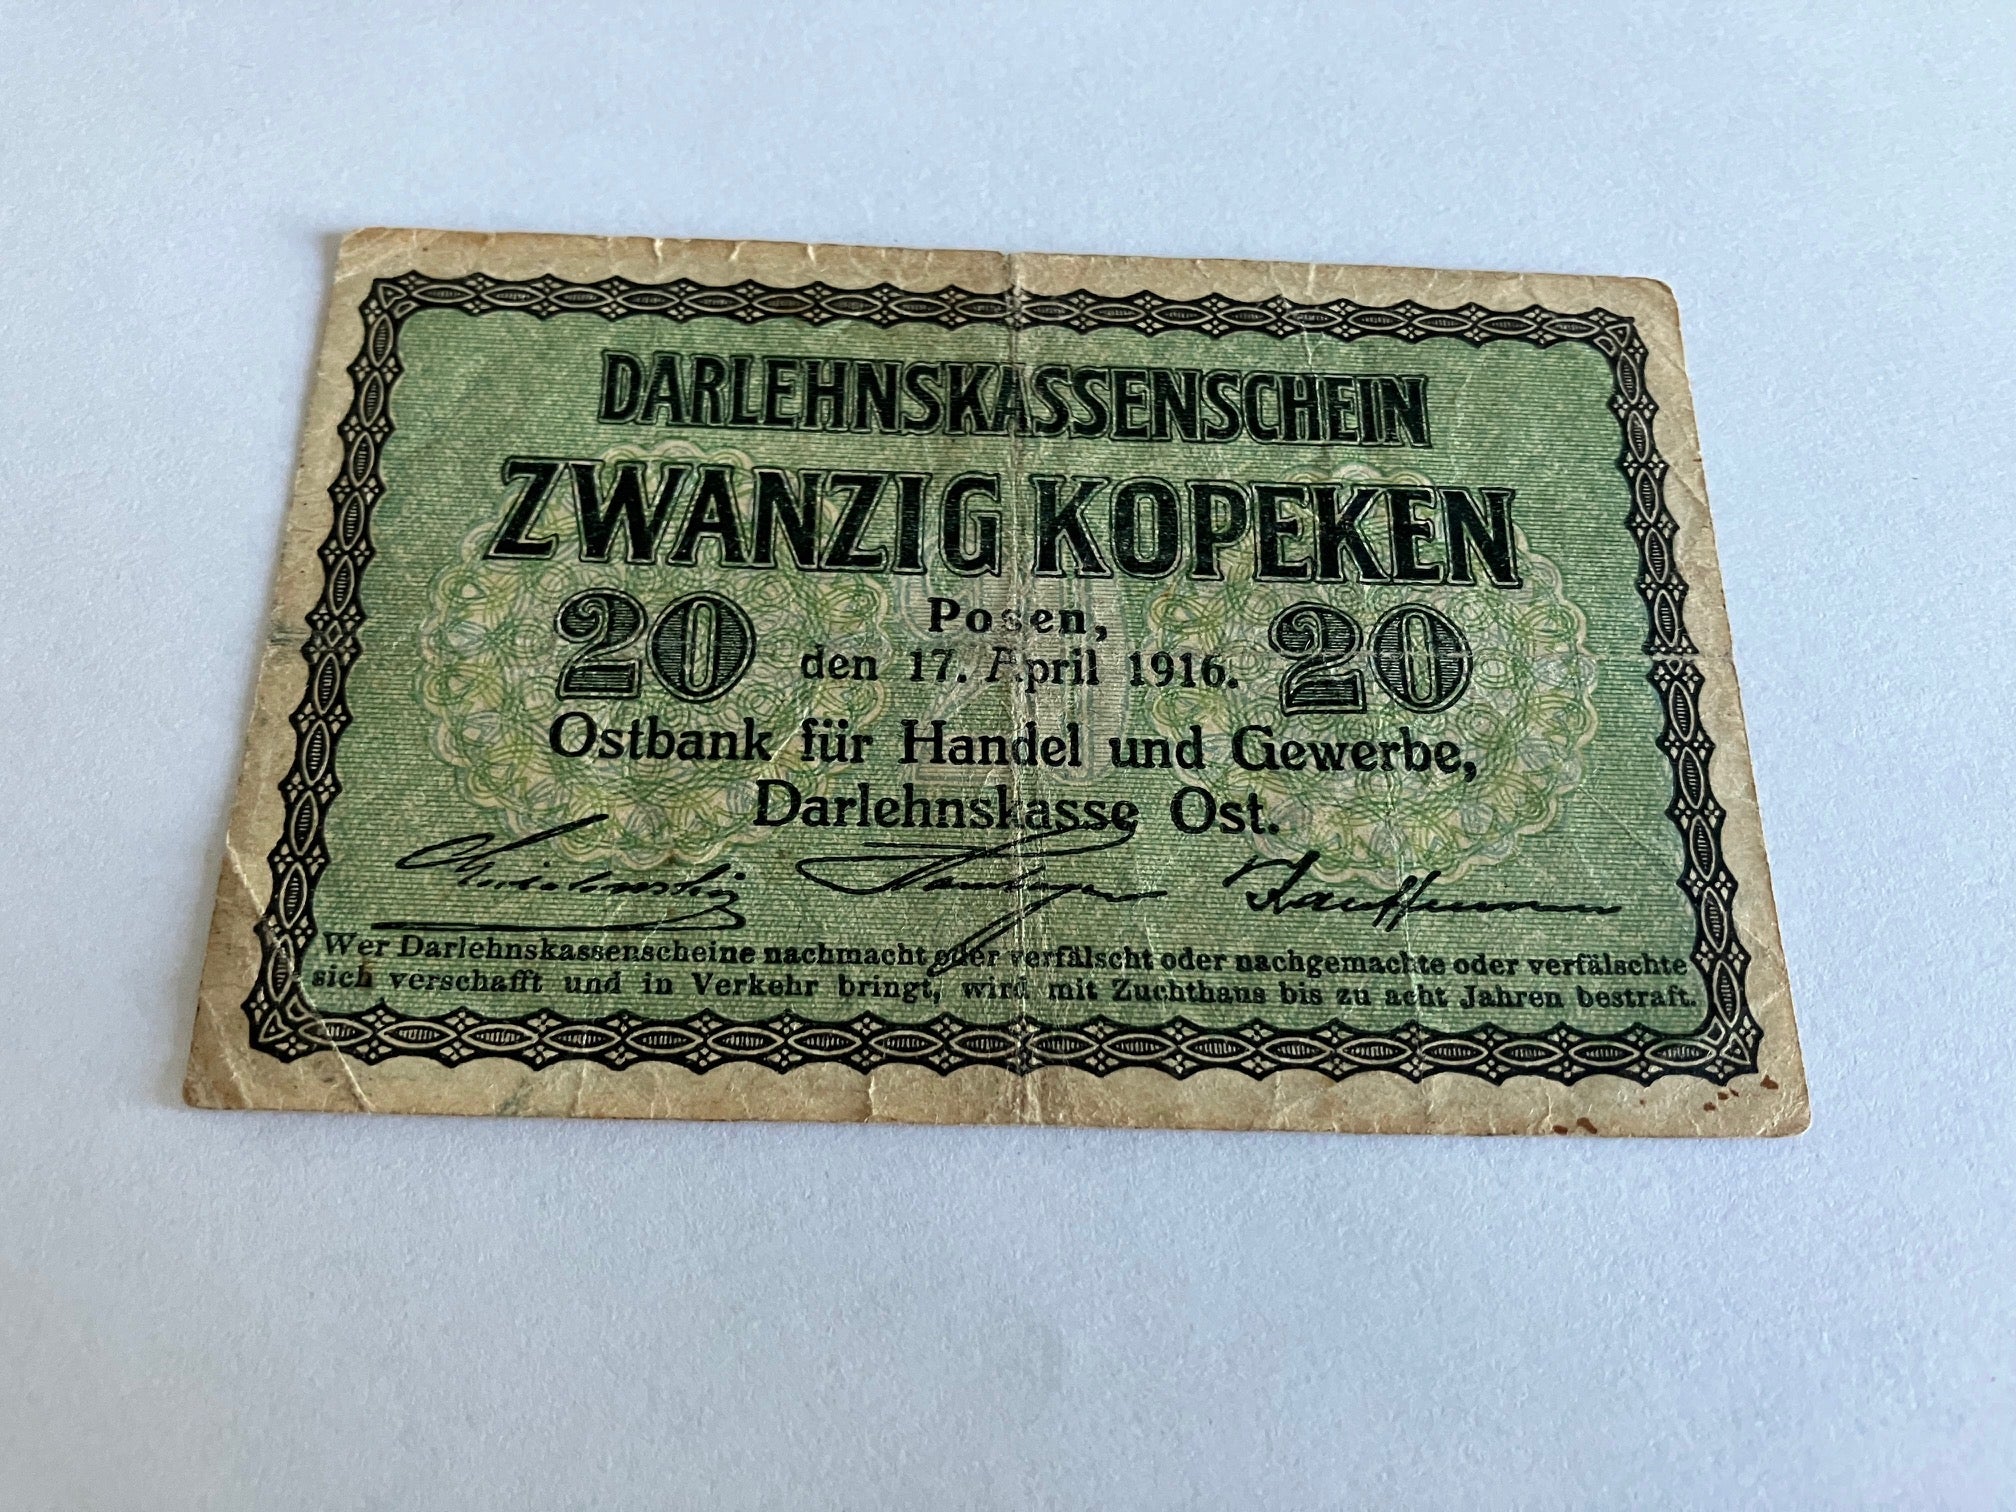 DARLEHNSKASSENSCHEIN
ZWANZIG KOPEKEN
20 Posen, 20
den 17. April 1916.
Ostbank für Handel und Gewerbe,
Darlehnskasse Ost.
Kauffmann
Wer Darlehnskassenscheine nachmacht oder verfälscht oder nachgemachte oder verfälschte
sich verschafft und in Verkehr bringt, wird mit Zuchthaus bis zu acht Jahren bestraft.